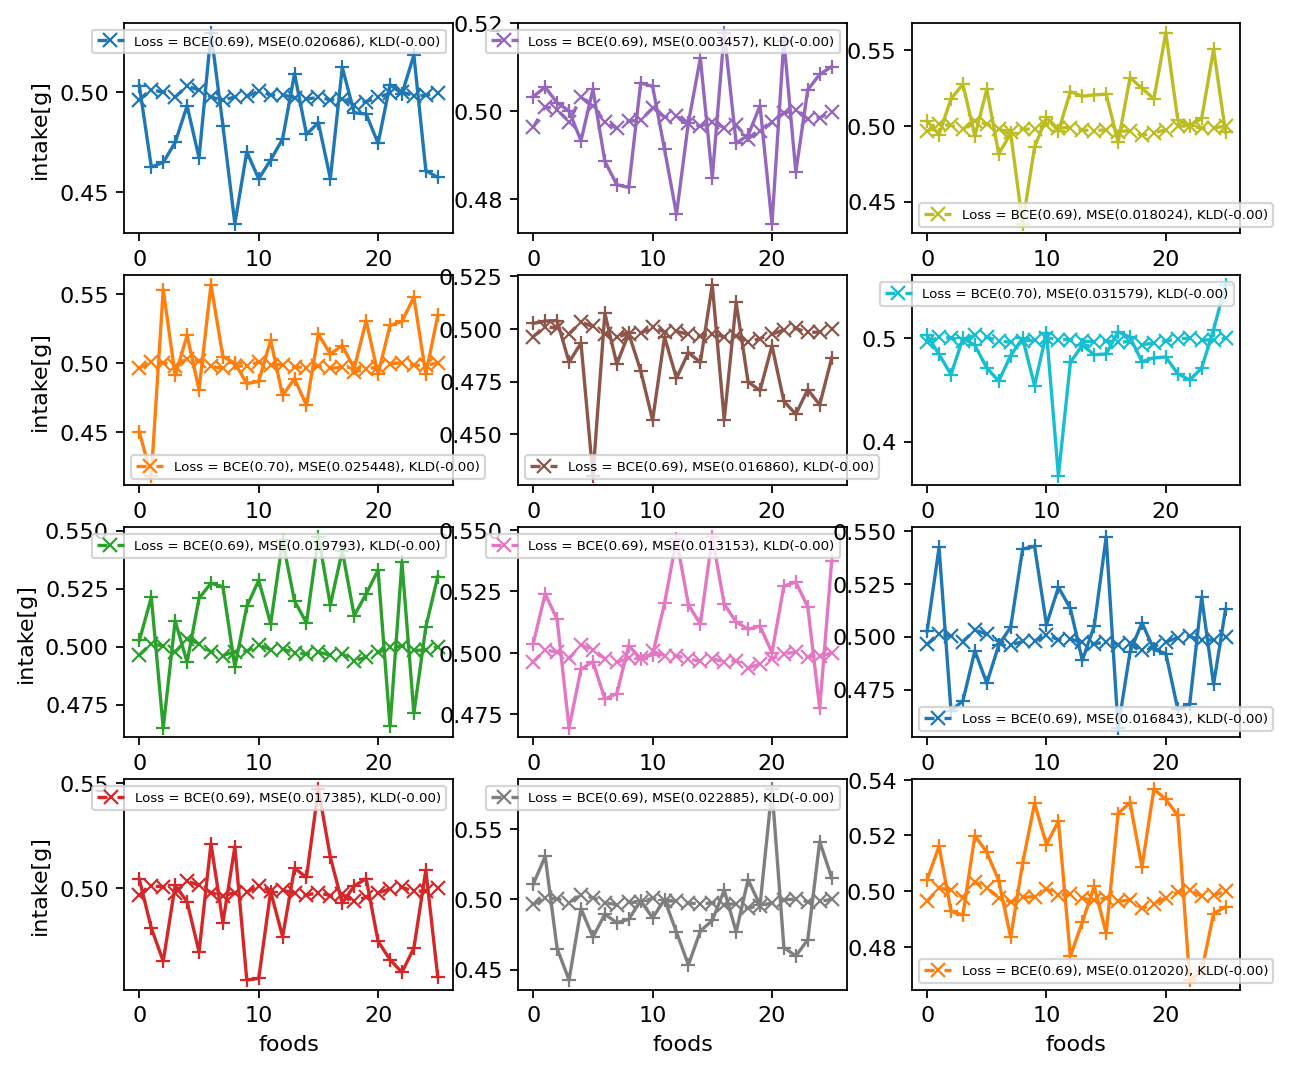 Loss = BCE(0.69), MSE(0.020686), KLD(-0.00)
intake[g]
0.50
0.45
0 10 20
Loss = BCE(0.69), MSE(0.003457), KLD(-0.00)
0.52
0.50
0.48
0 10 20
Loss = BCE(0.69), MSE(0.018024), KLD(-0.00)
0.55
0.50
0.45
0 10 20
Loss = BCE(0.70), MSE(0.025448), KLD(-0.00)
intake[g]
0.55
0.50
0.45
0 10 20
Loss = BCE(0.69), MSE(0.016860), KLD(-0.00)
0.525
0.500
0.475
0.450
0 10 20
Loss = BCE(0.70), MSE(0.031579), KLD(-0.00)
0.5
0.4
0 10 20
Loss = BCE(0.69), MSE(0.019793), KLD(-0.00)
intake[g]
0.550
0.525
0.500
0.475
0 10 20
Loss = BCE(0.69), MSE(0.013153), KLD(-0.00)
0.550
0.525
0.500
0.475
0 10 20
Loss = BCE(0.69), MSE(0.016843), KLD(-0.00)
0.550
0.525
0.500
0.475
0 10 20
Loss = BCE(0.69), MSE(0.017385), KLD(-0.00)
intake[g]
0.55
0.50
0 10 20
foods
Loss = BCE(0.69), MSE(0.022885), KLD(-0.00)
0.55
0.50
0.45
0 10 20
foods
Loss = BCE(0.69), MSE(0.012020), KLD(-0.00)
0.54
0.52
0.50
0.48
0 10 20
foods